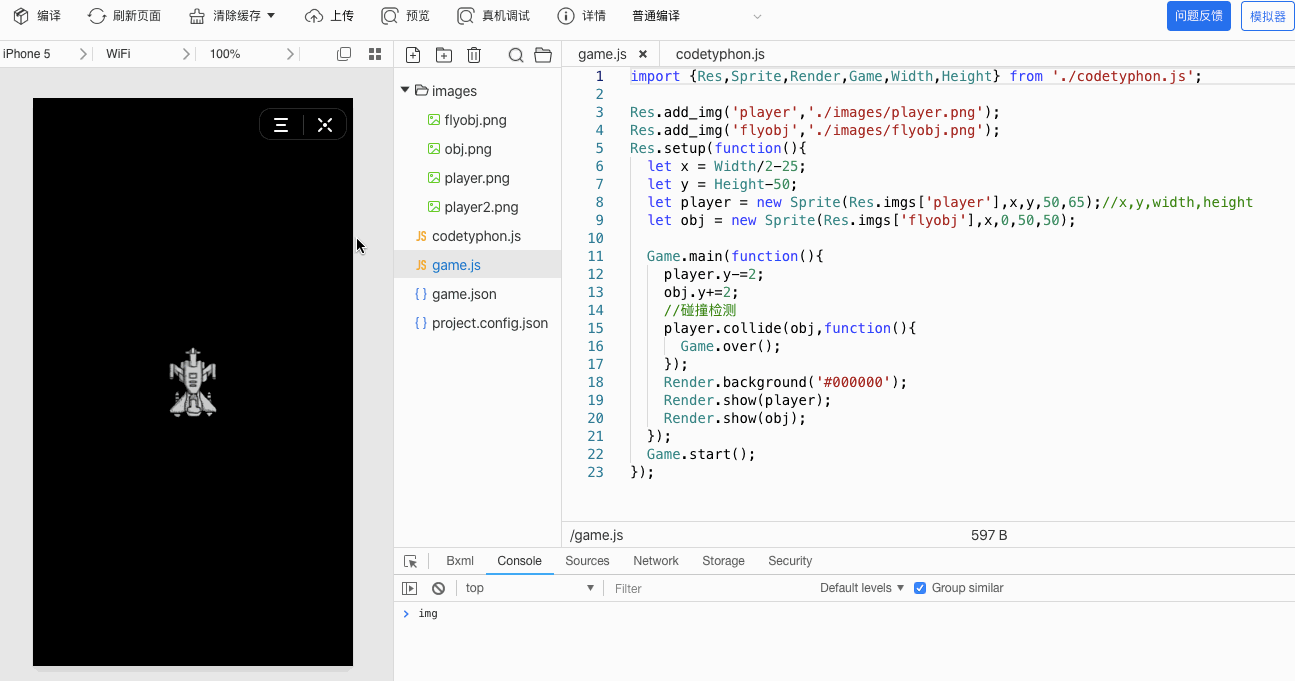 编译 刷新页面 清除缓存 上传 预览 真机调试 详情 普通编译 问题反馈 模拟器
iPhone 5 WiFi 100%
game.js codetyphon.js
images
flyobj.png
obj.png
player.png
player2.png
codetyphon.js
game.js
game.json
project.config.json
1 import {Res,Sprite,Render,Game,Width,Height} from './codetyphon.js';
2
3 Res.add_img('player','./images/player.png');
4 Res.add_img('flyobj','./images/flyobj.png');
5 Res.setup(function(){
6 let x = Width/2-25;
7 let y = Height-50;
8 let player = new Sprite(Res.imgs['player'],x,y,50,65);//x,y,width,height
9 let obj = new Sprite(Res.imgs['flyobj'],x,0,50,50);
10
11 Game.main(function(){
12 player.y-=2;
13 obj.y+=2;
14 //碰撞检测
15 player.collide(obj,function(){
16 Game.over();
17 });
18 Render.background('#000000');
19 Render.show(player);
20 Render.show(obj);
21 });
22 Game.start();
23 });
/game.js 597 B
Bxml Console Sources Network Storage Security
top Filter Default levels Group similar
img